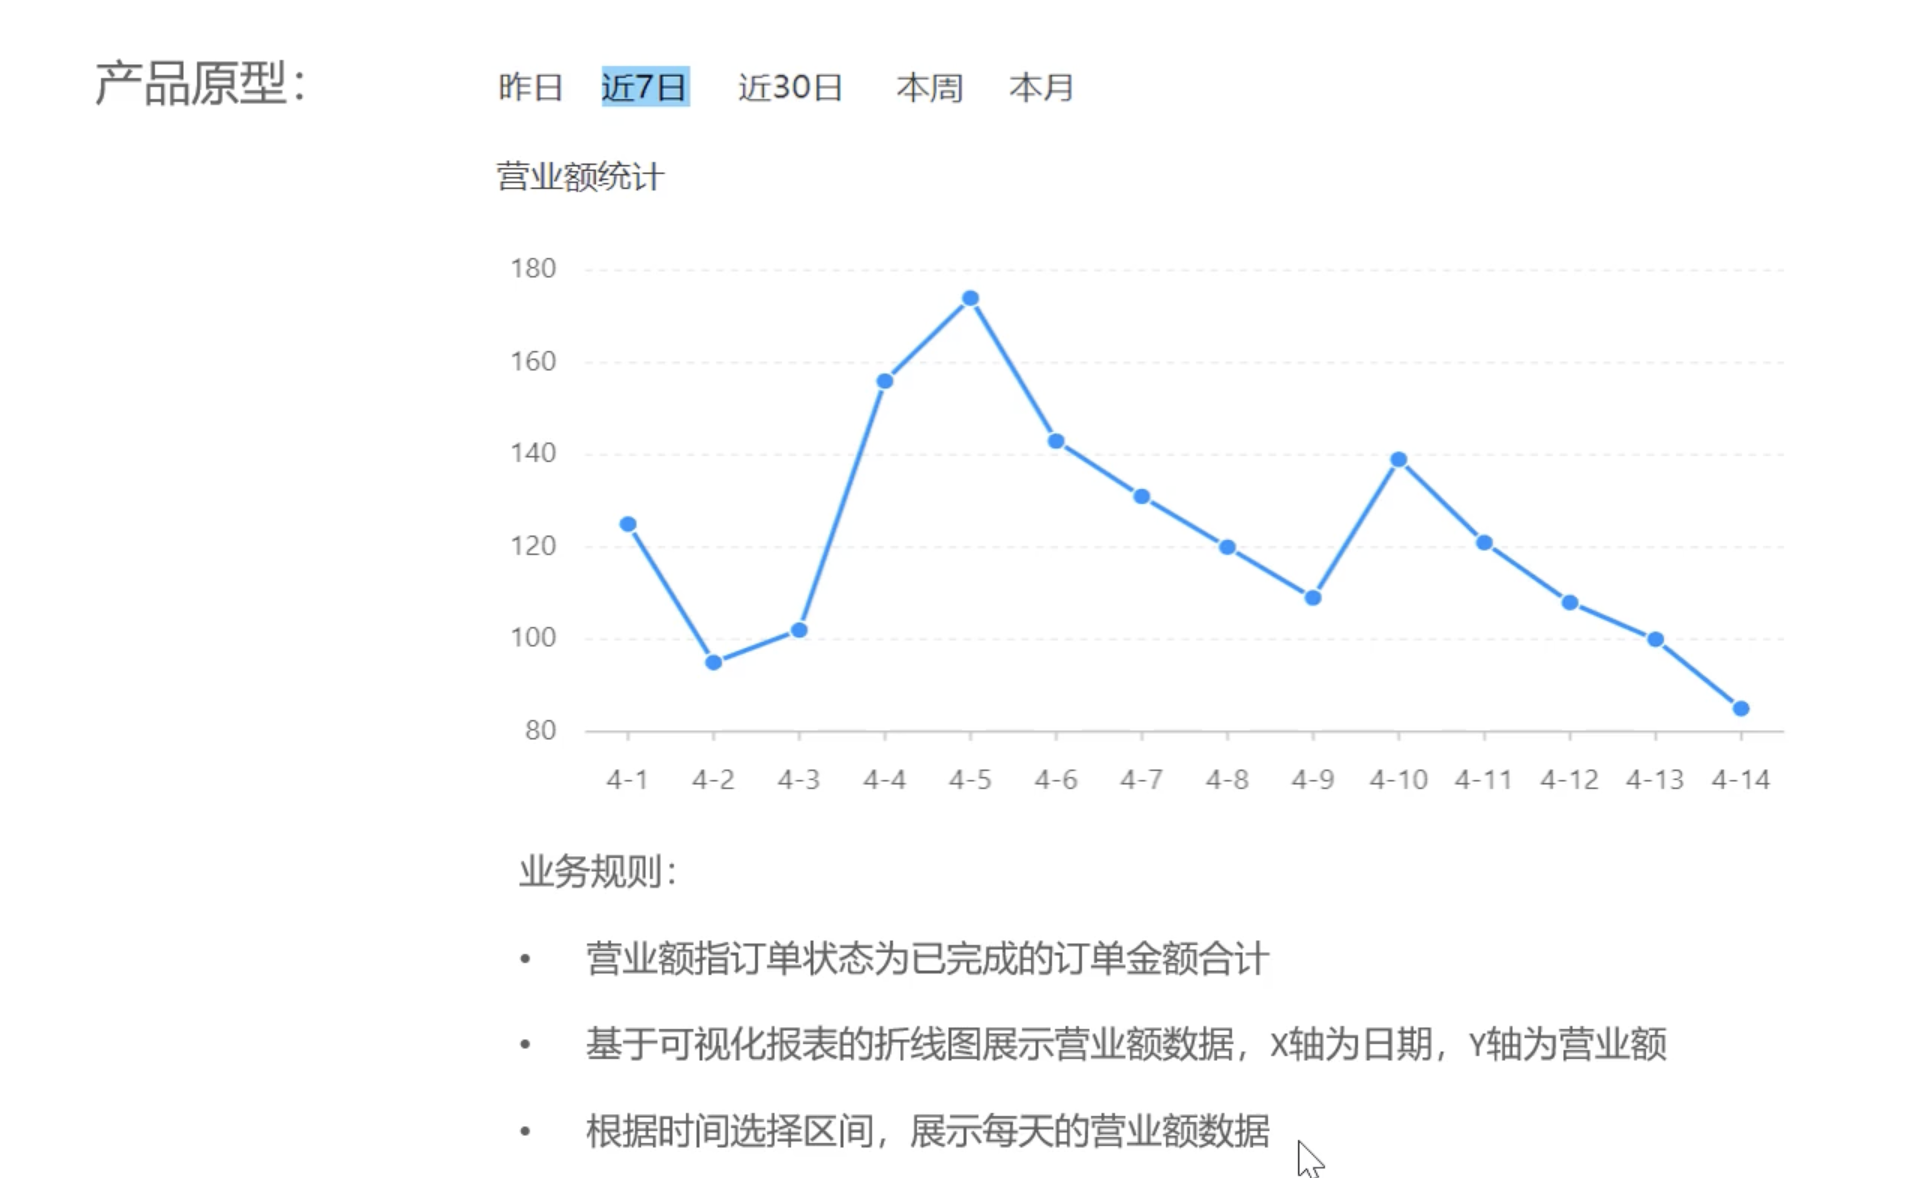 产品原型：
昨日 近7日 近30日 本周 本月
营业额统计
180
160
140
120
100
80
4-1 4-2 4-3 4-4 4-5 4-6 4-7 4-8 4-9 4-10 4-11 4-12 4-13 4-14
业务规则：
• 营业额指订单状态为已完成的订单金额合计
• 基于可视化报表的折线图展示营业额数据，X轴为日期，Y轴为营业额
• 根据时间选择区间，展示每天的营业额数据